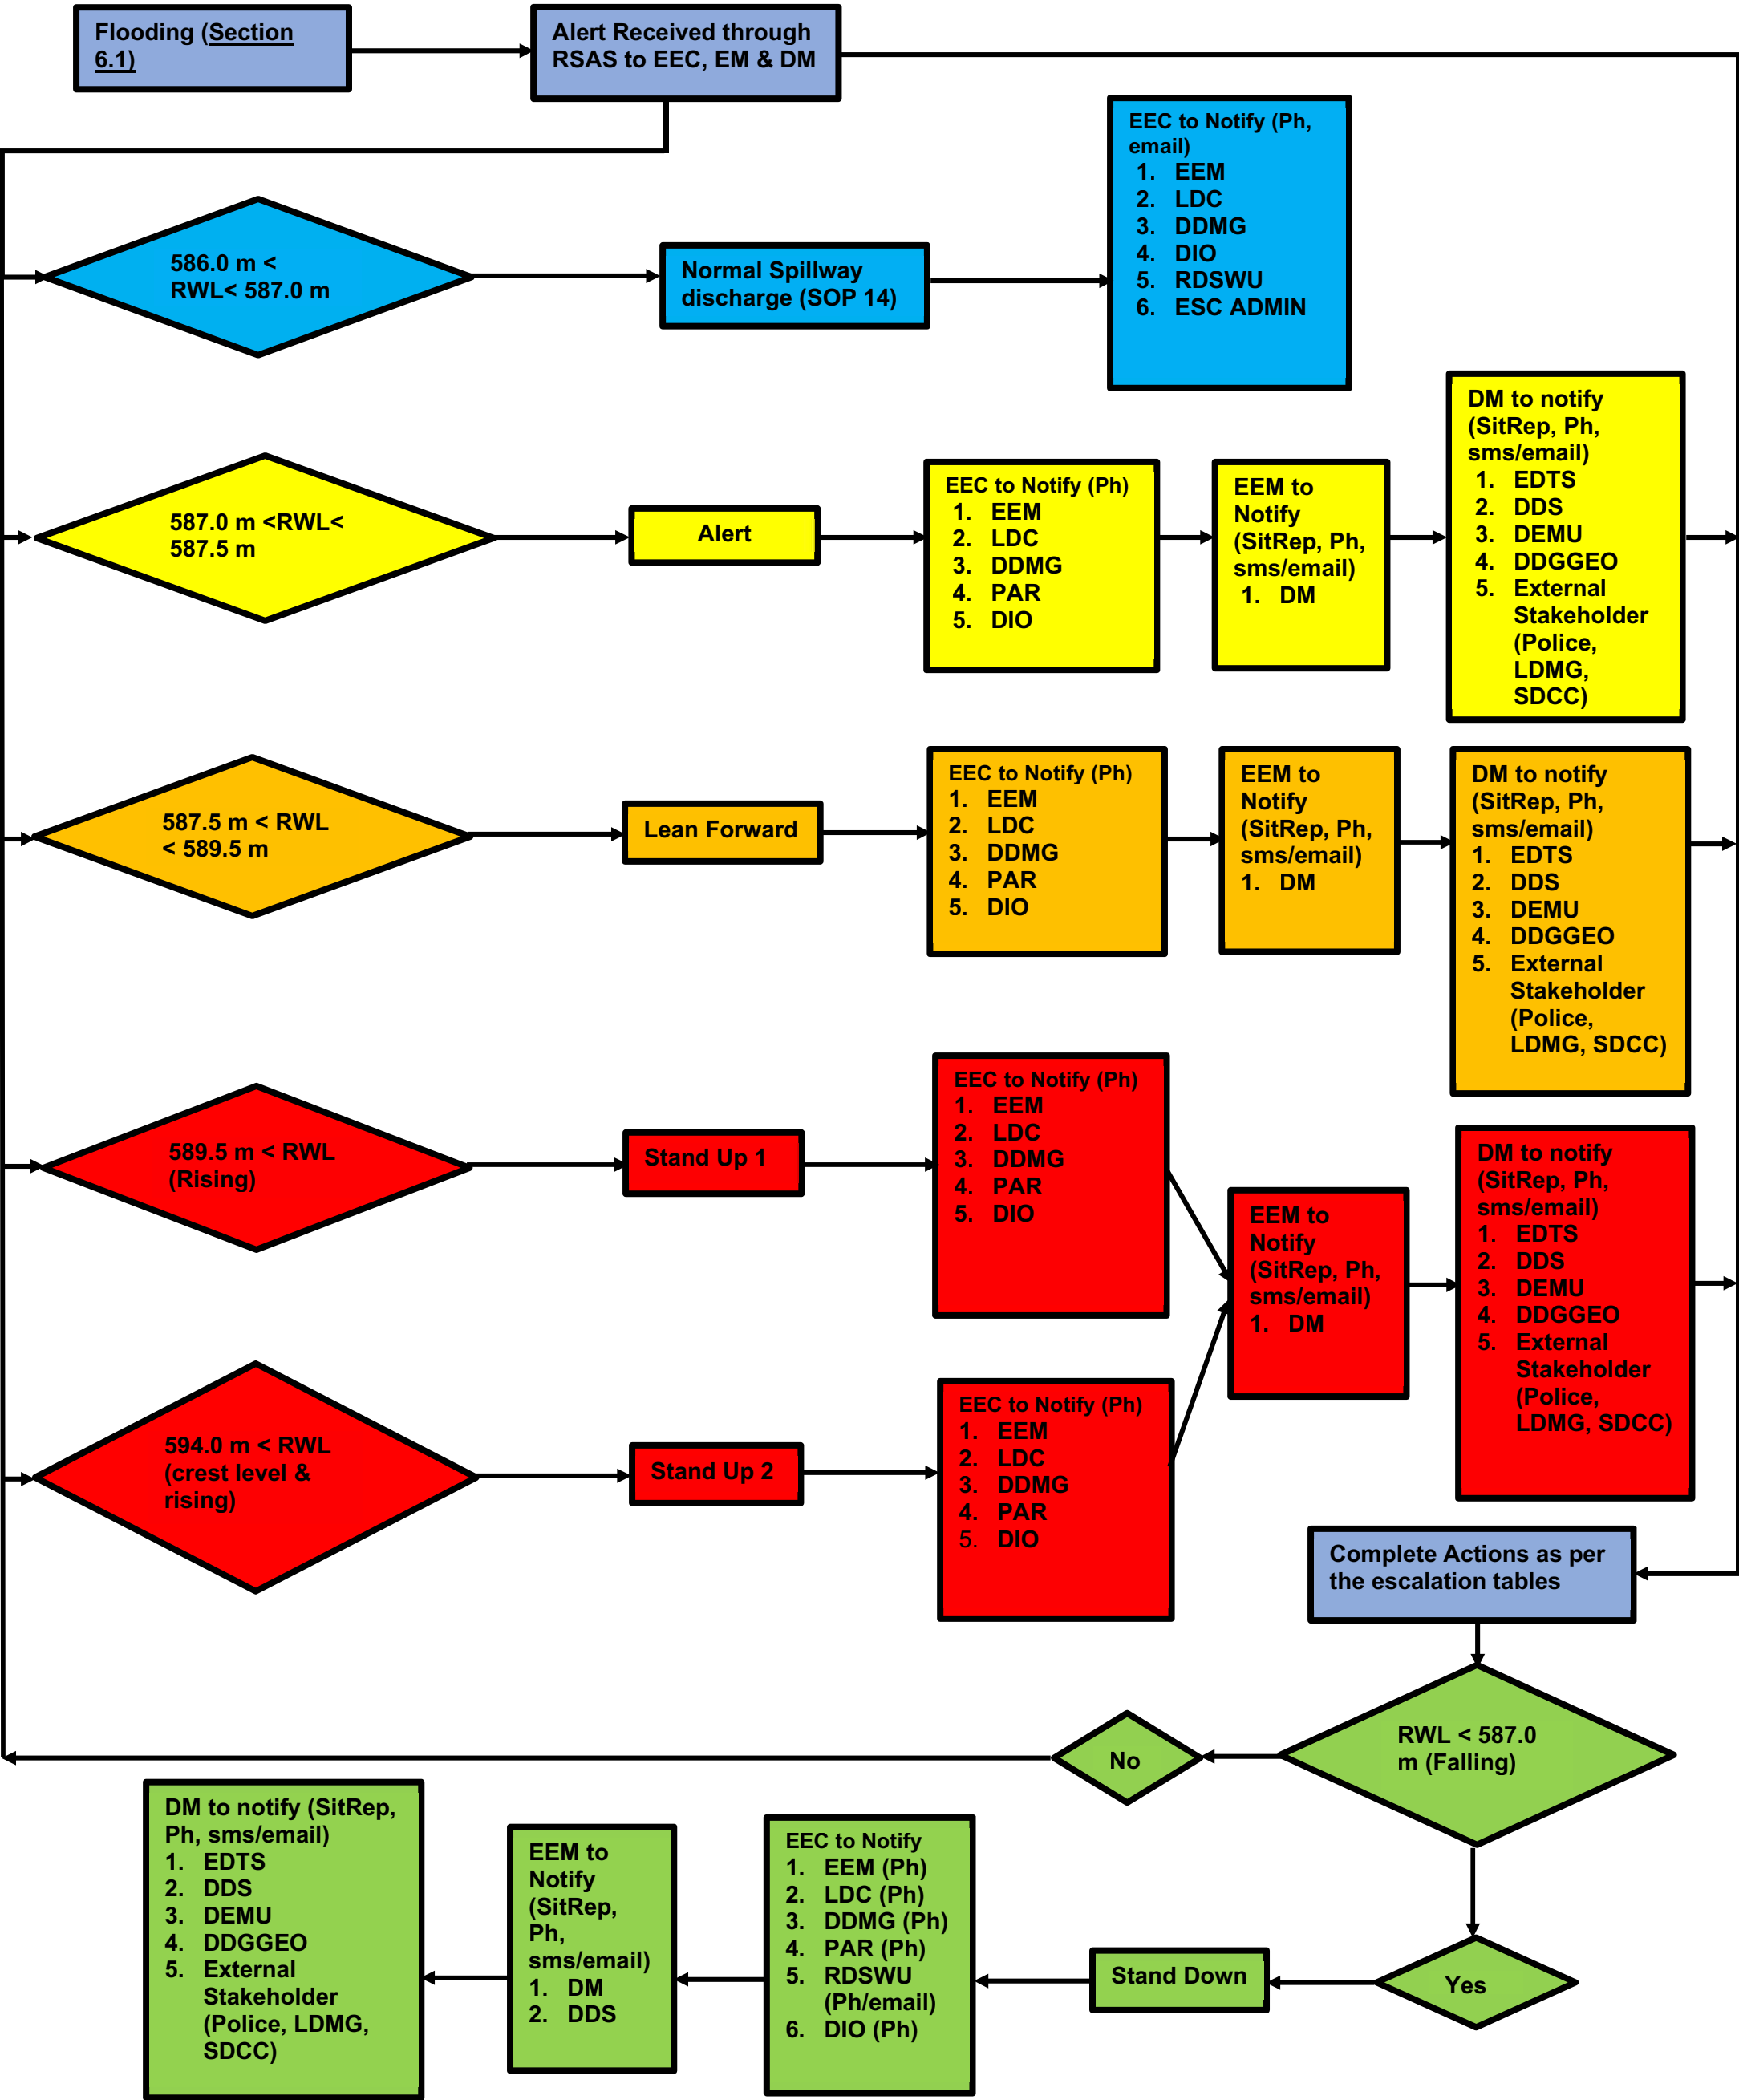 Flooding (Section
6.1)
Alert Received through
RSAS to EEC, EM & DM
586.0 m <
RWL< 587.0 m
Normal Spillway
discharge (SOP 14)
EEC to Notify (Ph,
email)
1. EEM
2. LDC
3. DDMG
4. DIO
5. RDSWU
6. ESC ADMIN
587.0 m <RWL<
587.5 m
Alert
EEC to Notify (Ph)
1. EEM
2. LDC
3. DDMG
4. PAR
5. DIO
EEM to
Notify
(SitRep, Ph,
sms/email)
1. DM
DM to notify
(SitRep, Ph,
sms/email)
1. EDTS
2. DDS
3. DEMU
4. DDGGEO
5. External
Stakeholder
(Police,
LDMG,
SDCC)
587.5 m < RWL
< 589.5 m
Lean Forward
EEC to Notify (Ph)
1. EEM
2. LDC
3. DDMG
4. PAR
5. DIO
EEM to
Notify
(SitRep, Ph,
sms/email)
1. DM
DM to notify
(SitRep, Ph,
sms/email)
1. EDTS
2. DDS
3. DEMU
4. DDGGEO
5. External
Stakeholder
(Police,
LDMG, SDCC)
589.5 m < RWL
(Rising)
Stand Up 1
EEC to Notify (Ph)
1. EEM
2. LDC
3. DDMG
4. PAR
5. DIO
EEM to
Notify
(SitRep, Ph,
sms/email)
1. DM
DM to notify
(SitRep, Ph,
sms/email)
1. EDTS
2. DDS
3. DEMU
4. DDGGEO
5. External
Stakeholder
(Police,
LDMG, SDCC)
594.0 m < RWL
(crest level &
rising)
Stand Up 2
EEC to Notify (Ph)
1. EEM
2. LDC
3. DDMG
4. PAR
5. DIO
Complete Actions as per
the escalation tables
RWL < 587.0
m (Falling)
No
Yes
Stand Down
EEC to Notify
1. EEM (Ph)
2. LDC (Ph)
3. DDMG (Ph)
4. PAR (Ph)
5. RDSWU
(Ph/email)
6. DIO (Ph)
EEM to
Notify
(SitRep,
Ph,
sms/email)
1. DM
2. DDS
DM to notify (SitRep,
Ph, sms/email)
1. EDTS
2. DDS
3. DEMU
4. DDGGEO
5. External
Stakeholder
(Police, LDMG,
SDCC)